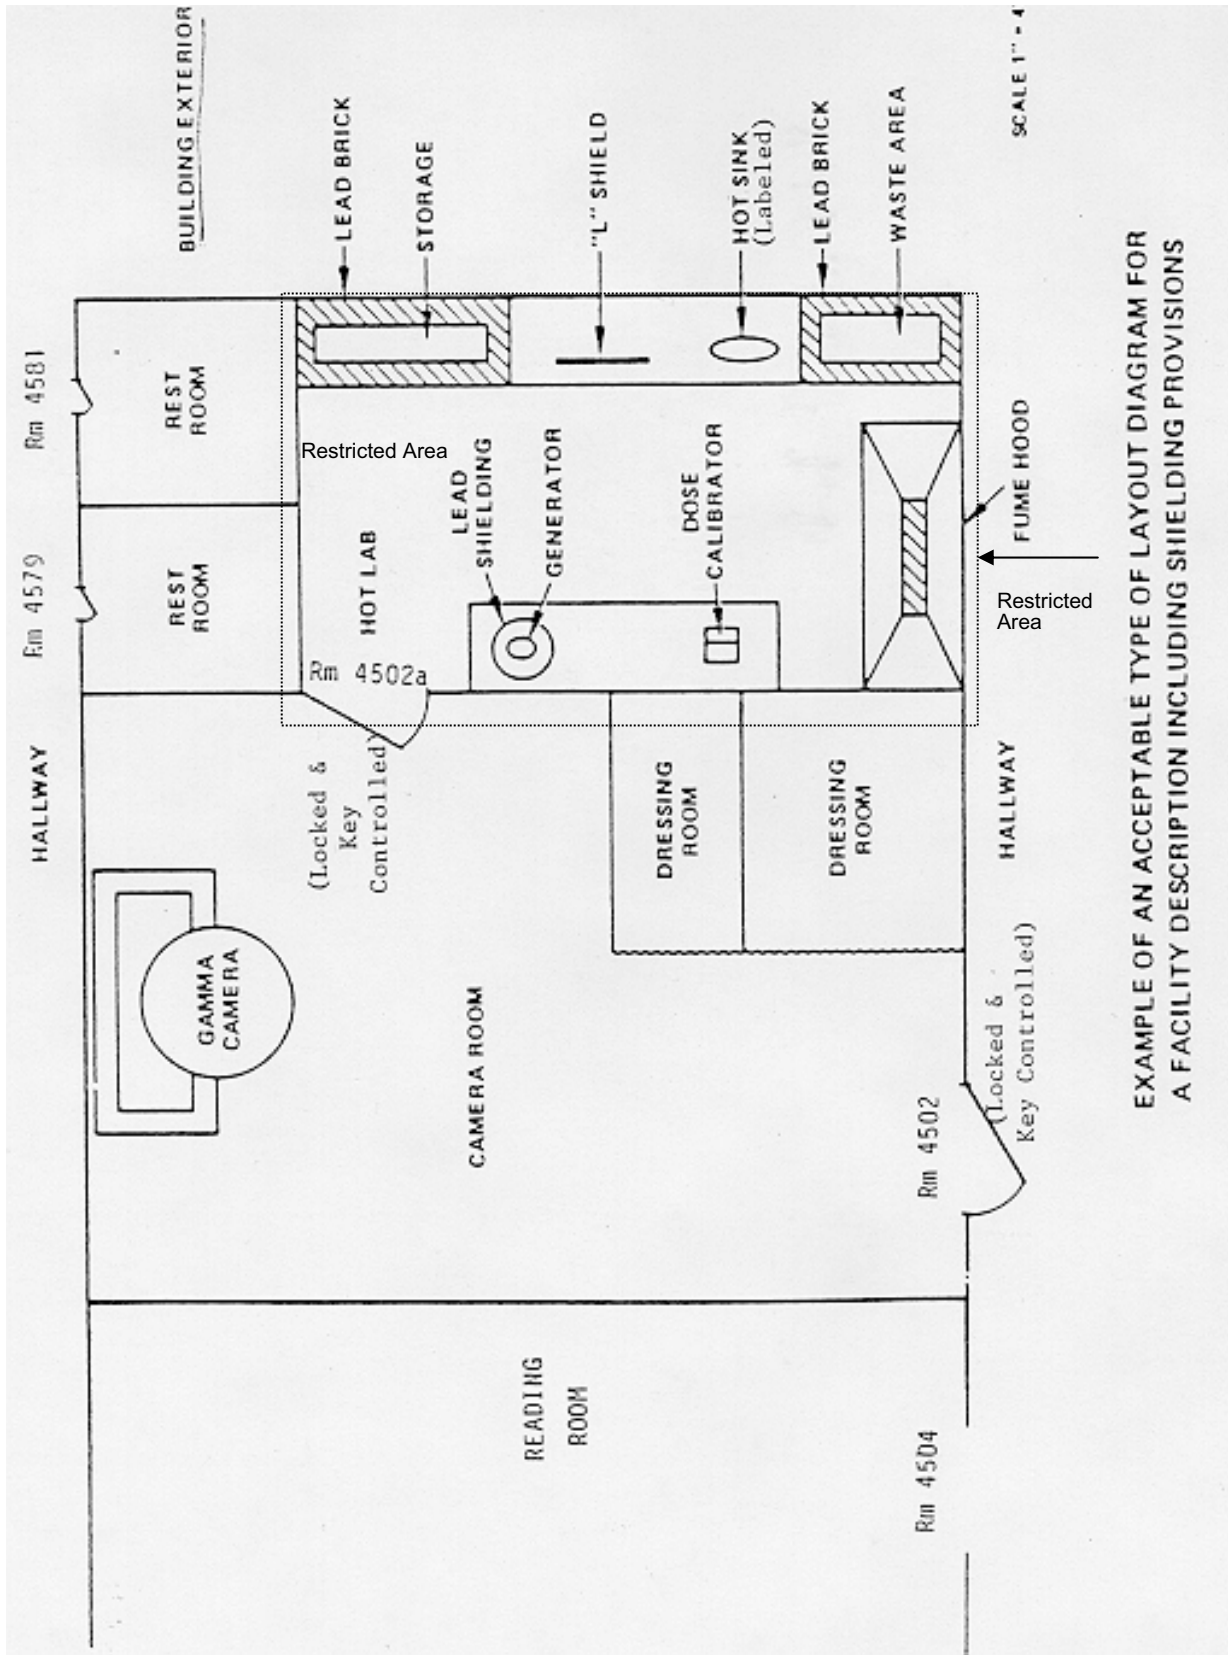 BUILDING EXTERIOR
LEAD BRICK
STORAGE
"L" SHIELD
HOT SINK
(Labeled)
LEAD BRICK
WASTE AREA
SCALE 1" =
Rm 4581
REST
ROOM
Rm 4579
REST
ROOM
Restricted Area
HOT LAB
Rm 4502a
LEAD
SHIELDING
GENERATOR
DOSE
CALIBRATOR
FUME HOOD
Restricted
Area
HALLWAY
(Locked &
Key
Controlled)
DRESSING
ROOM
DRESSING
ROOM
HALLWAY
GAMMA
CAMERA
CAMERA ROOM
Rm 4502
(Locked &
Key Controlled)
READING
ROOM
Rm 4504
EXAMPLE OF AN ACCEPTABLE TYPE OF LAYOUT DIAGRAM FOR
A FACILITY DESCRIPTION INCLUDING SHIELDING PROVISIONS